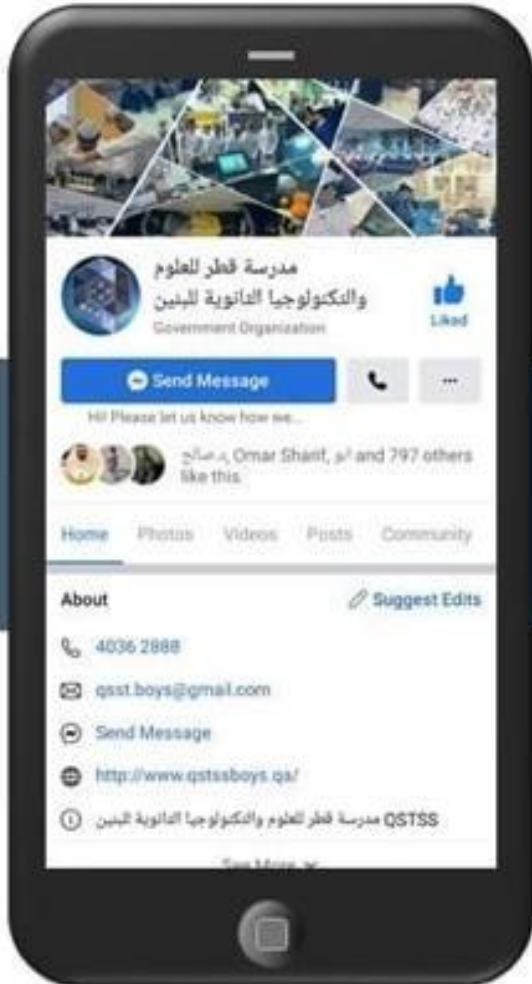 مدرسة قطر للعلوم
والتكنولوجيا الثانوية للبنين
Government Organization
Liked
Send Message
Hi! Please let us know how we...
Omar Sharif, ابو and 797 others
like this
Home Photos Videos Posts Community
About Suggest Edits
4036 2888
qsst.boys@gmail.com
Send Message
http://www.qstssboys.qa/
QSTSS مدرسة قطر للعلوم والتكنولوجيا الثانوية للبنين
See More